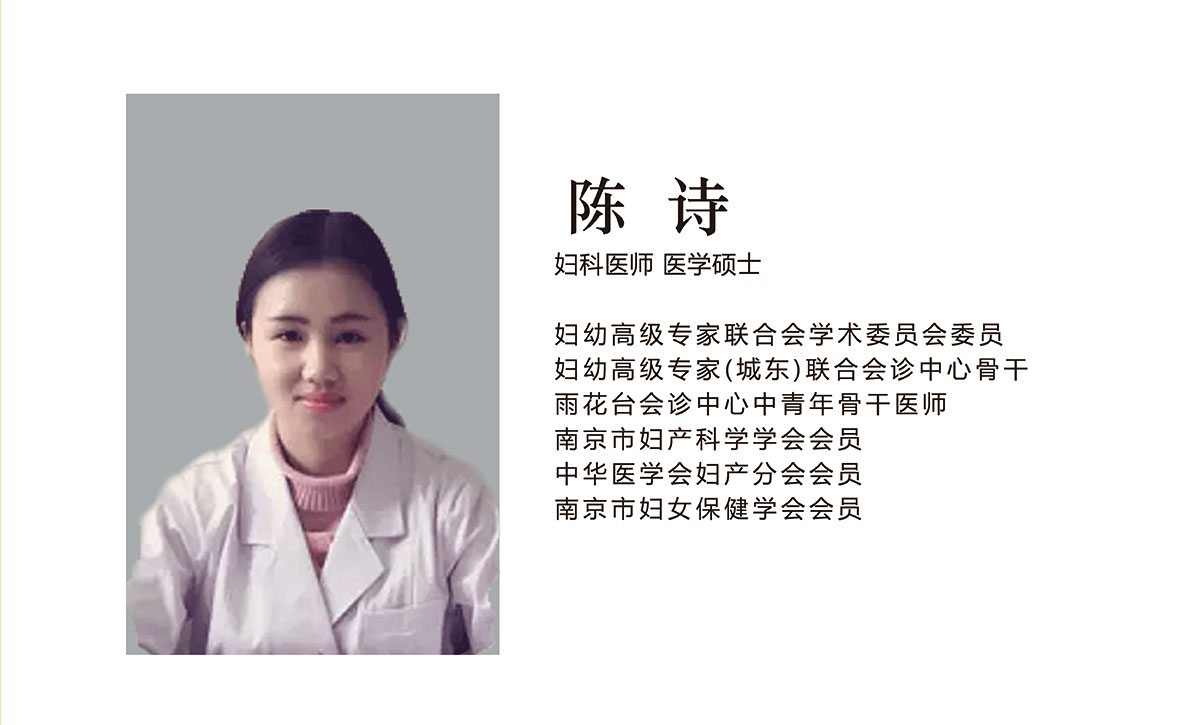 陈 诗
妇科医师 医学硕士
妇幼高级专家联合会学术委员会委员
妇幼高级专家(城东)联合会诊中心骨干
雨花台会诊中心中青年骨干医师
南京市妇产科学学会会员
中华医学会妇产分会会员
南京市妇女保健学会会员